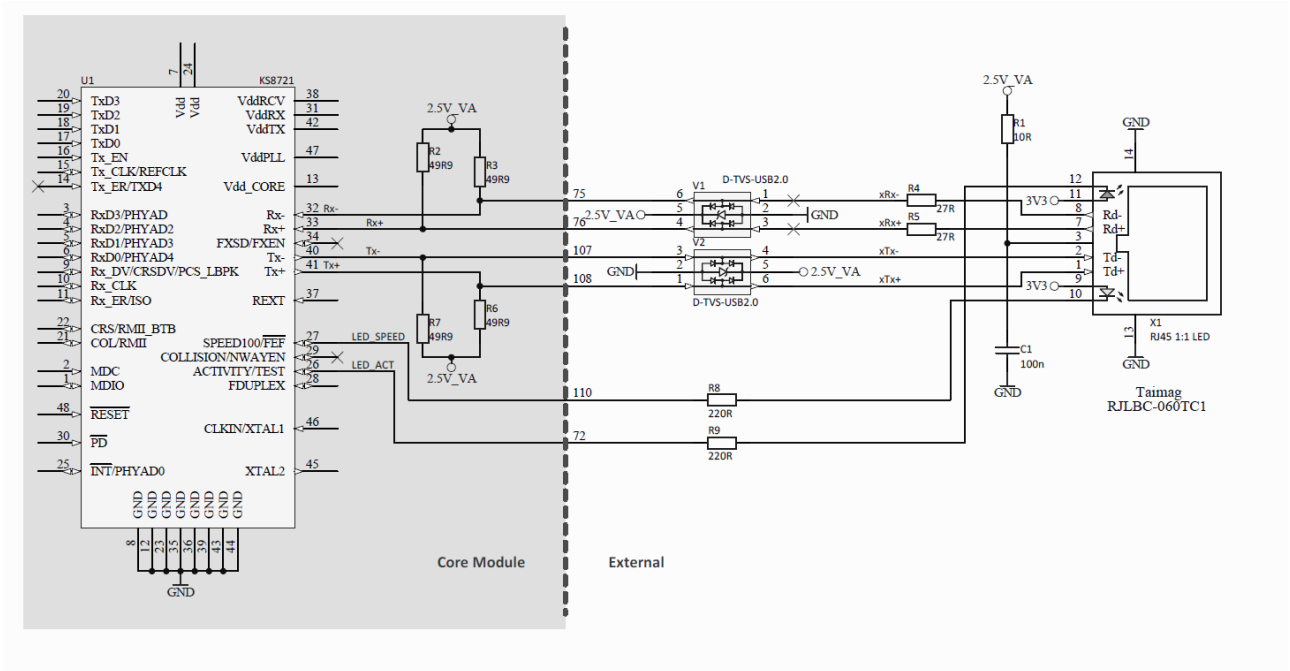 U1
KS8721
7
24
Vdd
Vdd
20 TxD3
19 TxD2
18 TxD1
17 TxD0
16 Tx_EN
15 Tx_CLK/REFCLK
14 Tx_ER/TXD4
3 RxD3/PHYAD
4 RxD2/PHYAD2
5 RxD1/PHYAD3
6 RxD0/PHYAD4
9 Rx_DV/CRSDV/PCS_LBPK
10 Rx_CLK
11 Rx_ER/ISO
22 CRS/RMII_BTB
21 COL/RMII
2 MDC
1 MDIO
48 RESET
30 PD
25 INT/PHYAD0
VddRCV 38
VddRX 31
VddTX 42
VddPLL 47
Vdd_CORE 13
Rx- 32 Rx-
Rx+ 33 Rx+
FXSD/FXEN 34
Tx- 40 Tx-
Tx+ 41 Tx+
REXT 37
SPEED100/FEF 27 LED_SPEED
COLLISION/NWAYEN 29
ACTIVITY/TEST 26 LED_ACT
FDUPLEX 28
CLKIN/XTAL1 46
XTAL2 45
GND GND GND GND GND GND GND GND
8 12 23 35 36 39 43 44
GND
2.5V_VA
R2
49R9
R3
49R9
R7
49R9
R6
49R9
2.5V_VA
Core Module
External
75
76
107
108
110
72
V1
D-TVS-USB2.0
6 1
5 2
4 3
2.5V_VA
GND
V2
3 4
2 5
1 6
GND
2.5V_VA
D-TVS-USB2.0
xRx-
xRx+
xTx-
xTx+
R4
27R
R5
27R
R8
220R
R9
220R
2.5V_VA
R1
10R
C1
100n
GND
GND
14
12
3V3 11
8 Rd-
7 Rd+
3
2 Td-
1 Td+
3V3 9
10
13
GND
X1
RJ45 1:1 LED
Taimag
RJLBC-060TC1